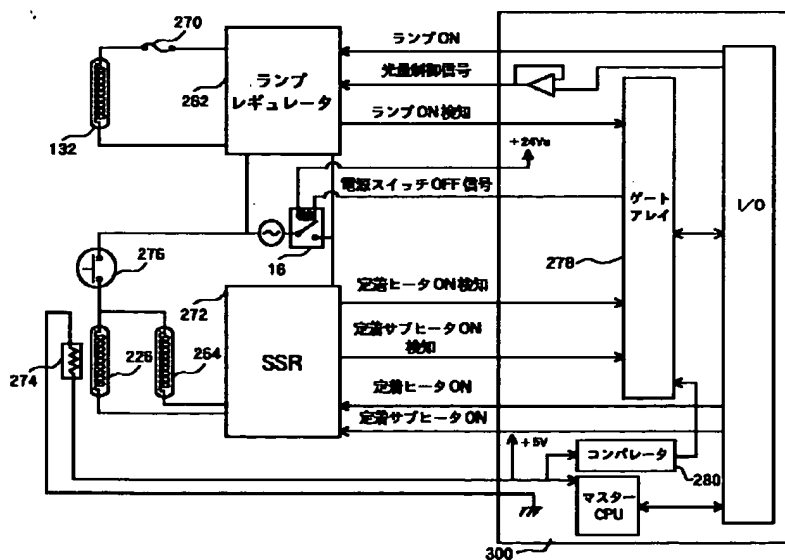 270
ランプON
ランプ
レギュレータ
262
光量制御信号
132
ランプON検知
+24Vu
電源スイッチOFF信号
ゲート
アレイ
I/O
276
16
278
272
定着ヒータON検知
定着サブヒータON
検知
274
226
264
SSR
定着ヒータON
定着サブヒータON
+5V
コンパレータ
280
マスター
CPU
300